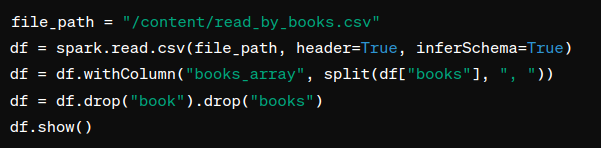 file_path = "/content/read_by_books.csv"
df = spark.read.csv(file_path, header=True, inferSchema=True)
df = df.withColumn("books_array", split(df["books"], ", "))
df = df.drop("book").drop("books")
df.show()